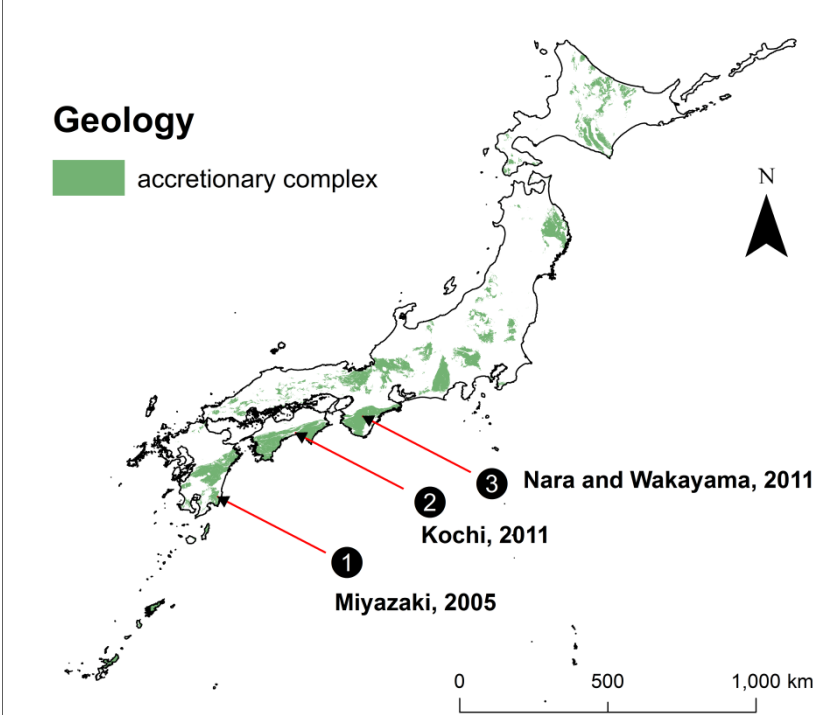 Geology
accretionary complex
N
3 Nara and Wakayama, 2011
2
Kochi, 2011
1
Miyazaki, 2005
0 500 1,000 km